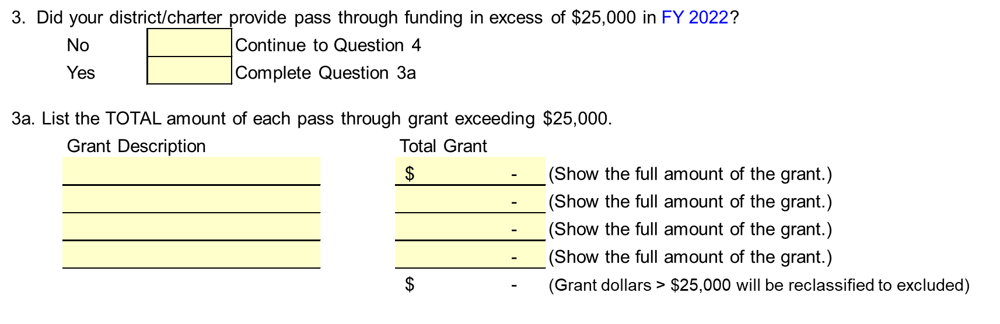 3. Did your district/charter provide pass through funding in excess of $25,000 in FY 2022?
No Continue to Question 4
Yes Complete Question 3a
3a. List the TOTAL amount of each pass through grant exceeding $25,000.
Grant Description Total Grant
$ - (Show the full amount of the grant.)
- (Show the full amount of the grant.)
- (Show the full amount of the grant.)
- (Show the full amount of the grant.)
$ - (Grant dollars > $25,000 will be reclassified to excluded)